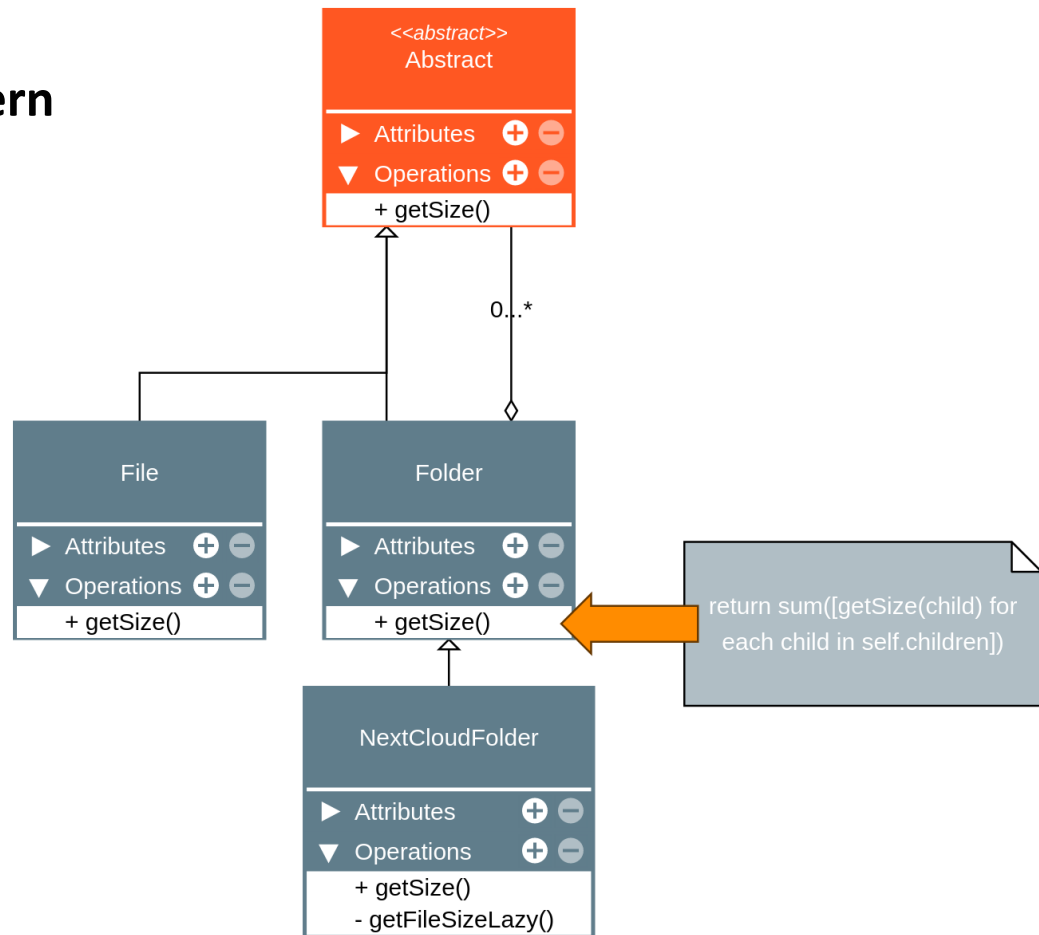 <<abstract>>
Abstract
ern
Attributes
Operations
+ getSize()
0...*
File
Attributes
Operations
+ getSize()
Folder
Attributes
Operations
+ getSize()
return sum([getSize(child) for
each child in self.children])
NextCloudFolder
Attributes
Operations
+ getSize()
- getFileSizeLazy()